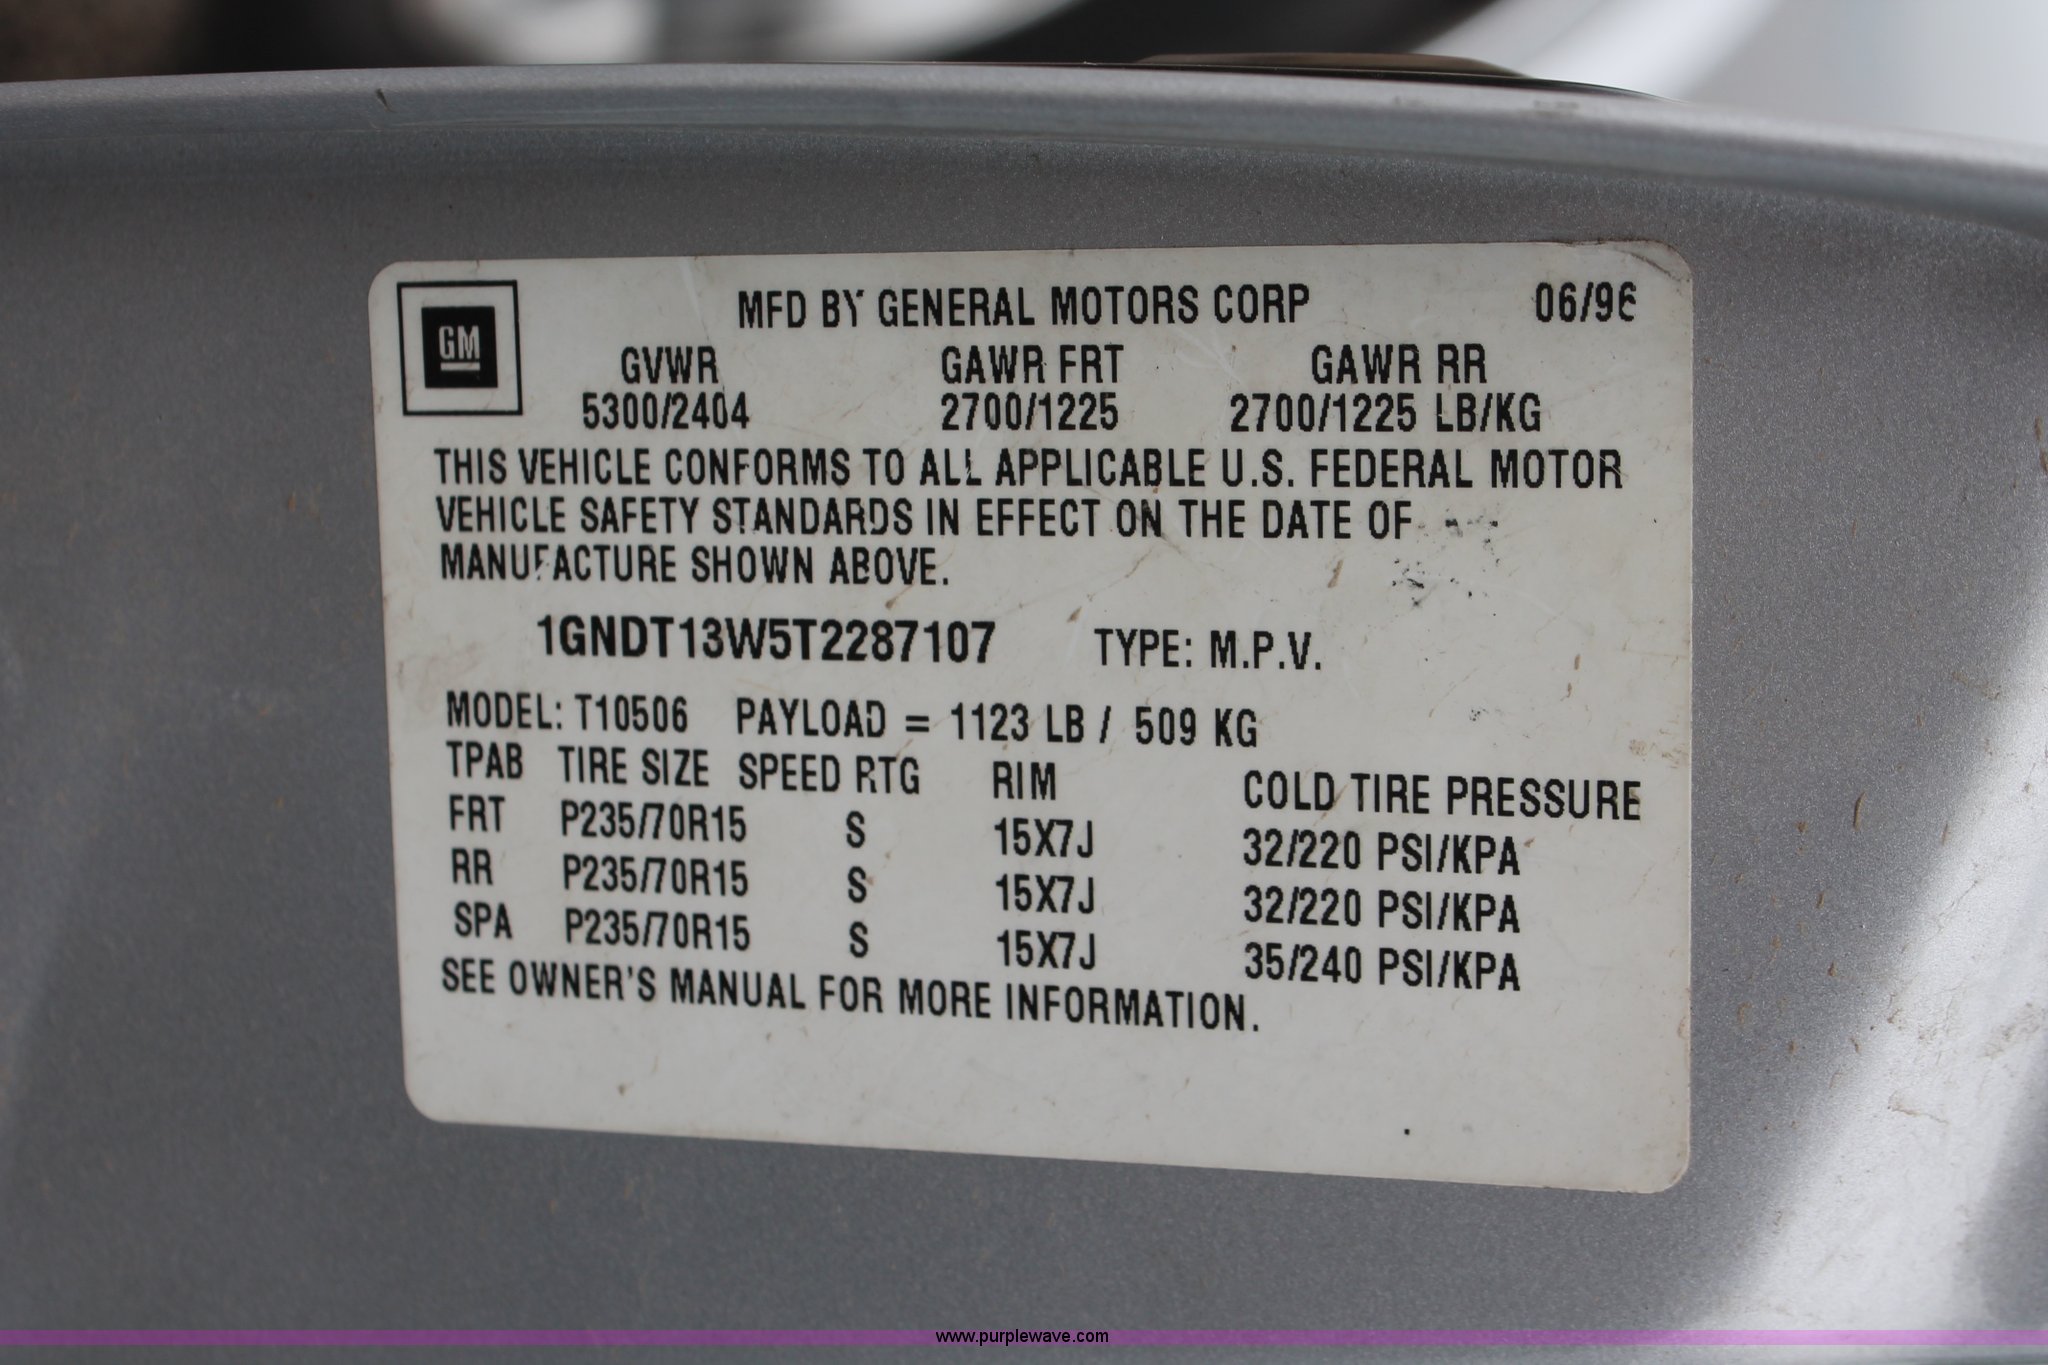 GM
MFD BY GENERAL MOTORS CORP 06/96
GVWR GAWR FRT GAWR RR
5300/2404 2700/1225 2700/1225 LB/KG
THIS VEHICLE CONFORMS TO ALL APPLICABLE U.S. FEDERAL MOTOR
VEHICLE SAFETY STANDARDS IN EFFECT ON THE DATE OF
MANUFACTURE SHOWN ABOVE.
1GNDT13W5T2287107 TYPE: M.P.V.
MODEL: T10506 PAYLOAD = 1123 LB / 509 KG
TPAB TIRE SIZE SPEED RTG RIM COLD TIRE PRESSURE
FRT P235/70R15 S 15X7J 32/220 PSI/KPA
RR P235/70R15 S 15X7J 32/220 PSI/KPA
SPA P235/70R15 S 15X7J 35/240 PSI/KPA
SEE OWNER'S MANUAL FOR MORE INFORMATION.
www.purplewave.com